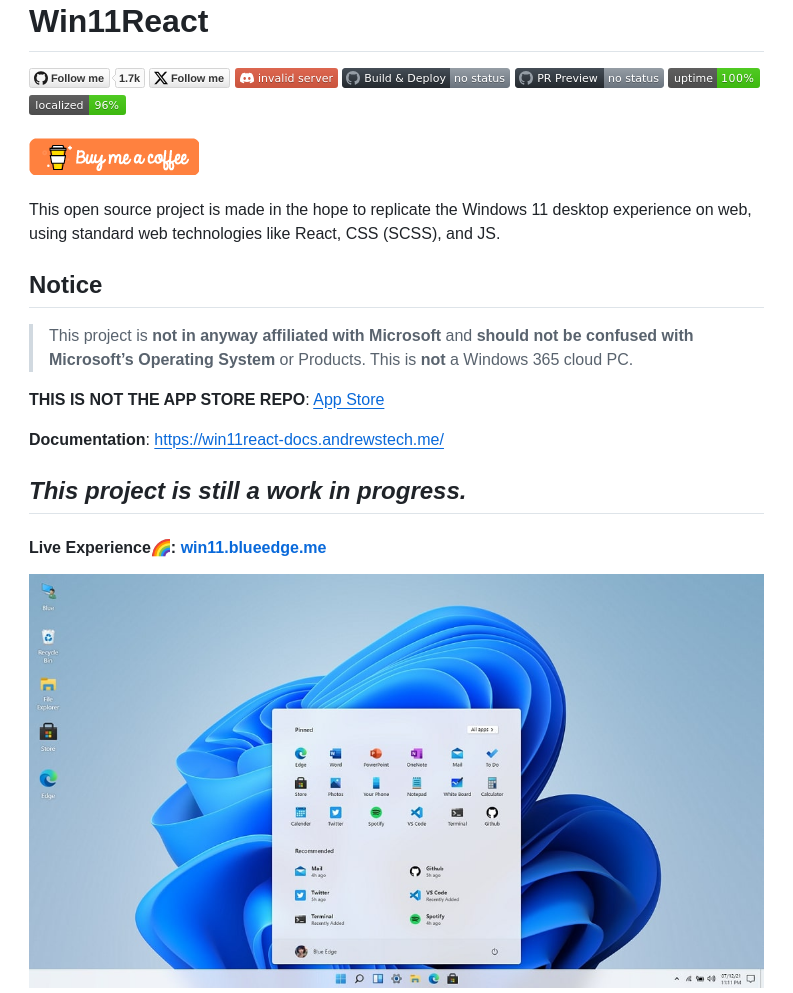 Win11React
Follow me 1.7k Follow me invalid server Build & Deploy no status PR Preview no status uptime 100%
localized 96%
Buy me a coffee
This open source project is made in the hope to replicate the Windows 11 desktop experience on web,
using standard web technologies like React, CSS (SCSS), and JS.
Notice
This project is not in anyway affiliated with Microsoft and should not be confused with
Microsoft’s Operating System or Products. This is not a Windows 365 cloud PC.
THIS IS NOT THE APP STORE REPO: App Store
Documentation: https://win11react-docs.andrewstech.me/
This project is still a work in progress.
Live Experience🌈: win11.blueedge.me
Blue
Recycle
Bin
File
Explorer
Store
Edge
Pinned All apps >
Edge Word PowerPoint OneNote Mail To Do
Store Photos Your Phone Notepad White Board Calculator
Calendar Twitter Spotify VS Code Terminal Github
Recommended
Mail Github
4h ago 5h ago
Twitter VS Code
5h ago Recently Added
Terminal Spotify
Recently Added 6h ago
Blue Edge
07/12/21
11:11 PM